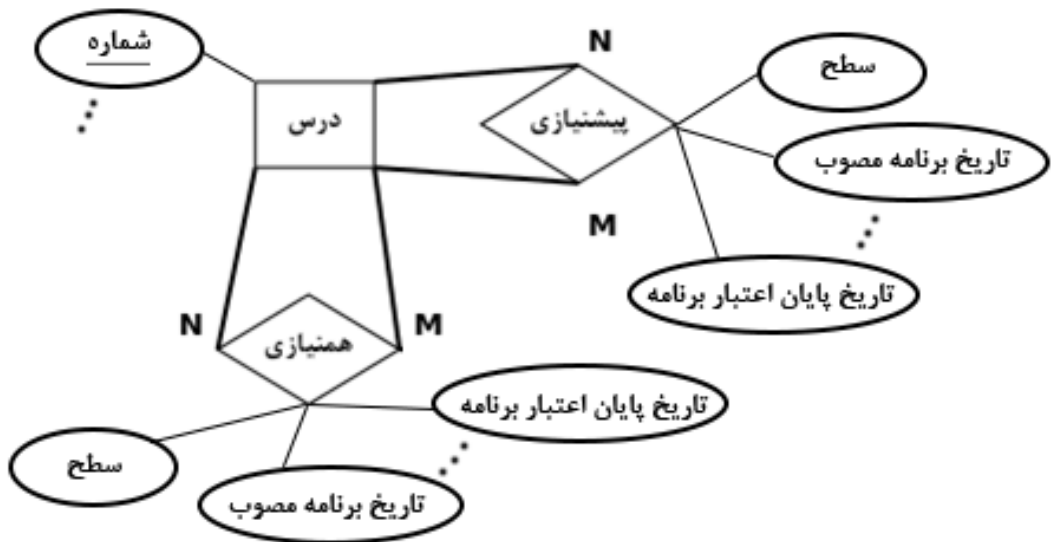 شماره
درس
N
پیشنیازی
M
سطح
تاریخ برنامه مصوب
تاریخ پایان اعتبار برنامه
N
همنیازی
M
تاریخ پایان اعتبار برنامه
سطح
تاریخ برنامه مصوب